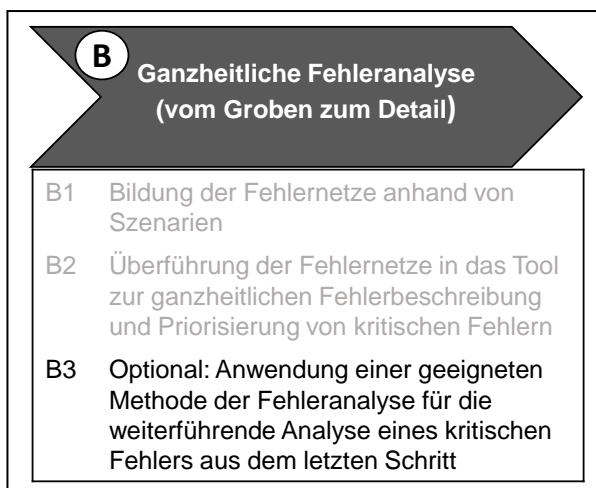 B
Ganzheitliche Fehleranalyse
(vom Groben zum Detail)
B1 Bildung der Fehlernetze anhand von
Szenarien
B2 Überführung der Fehlernetze in das Tool
zur ganzheitlichen Fehlerbeschreibung
und Priorisierung von kritischen Fehlern
B3 Optional: Anwendung einer geeigneten
Methode der Fehleranalyse für die
weiterführende Analyse eines kritischen
Fehlers aus dem letzten Schritt